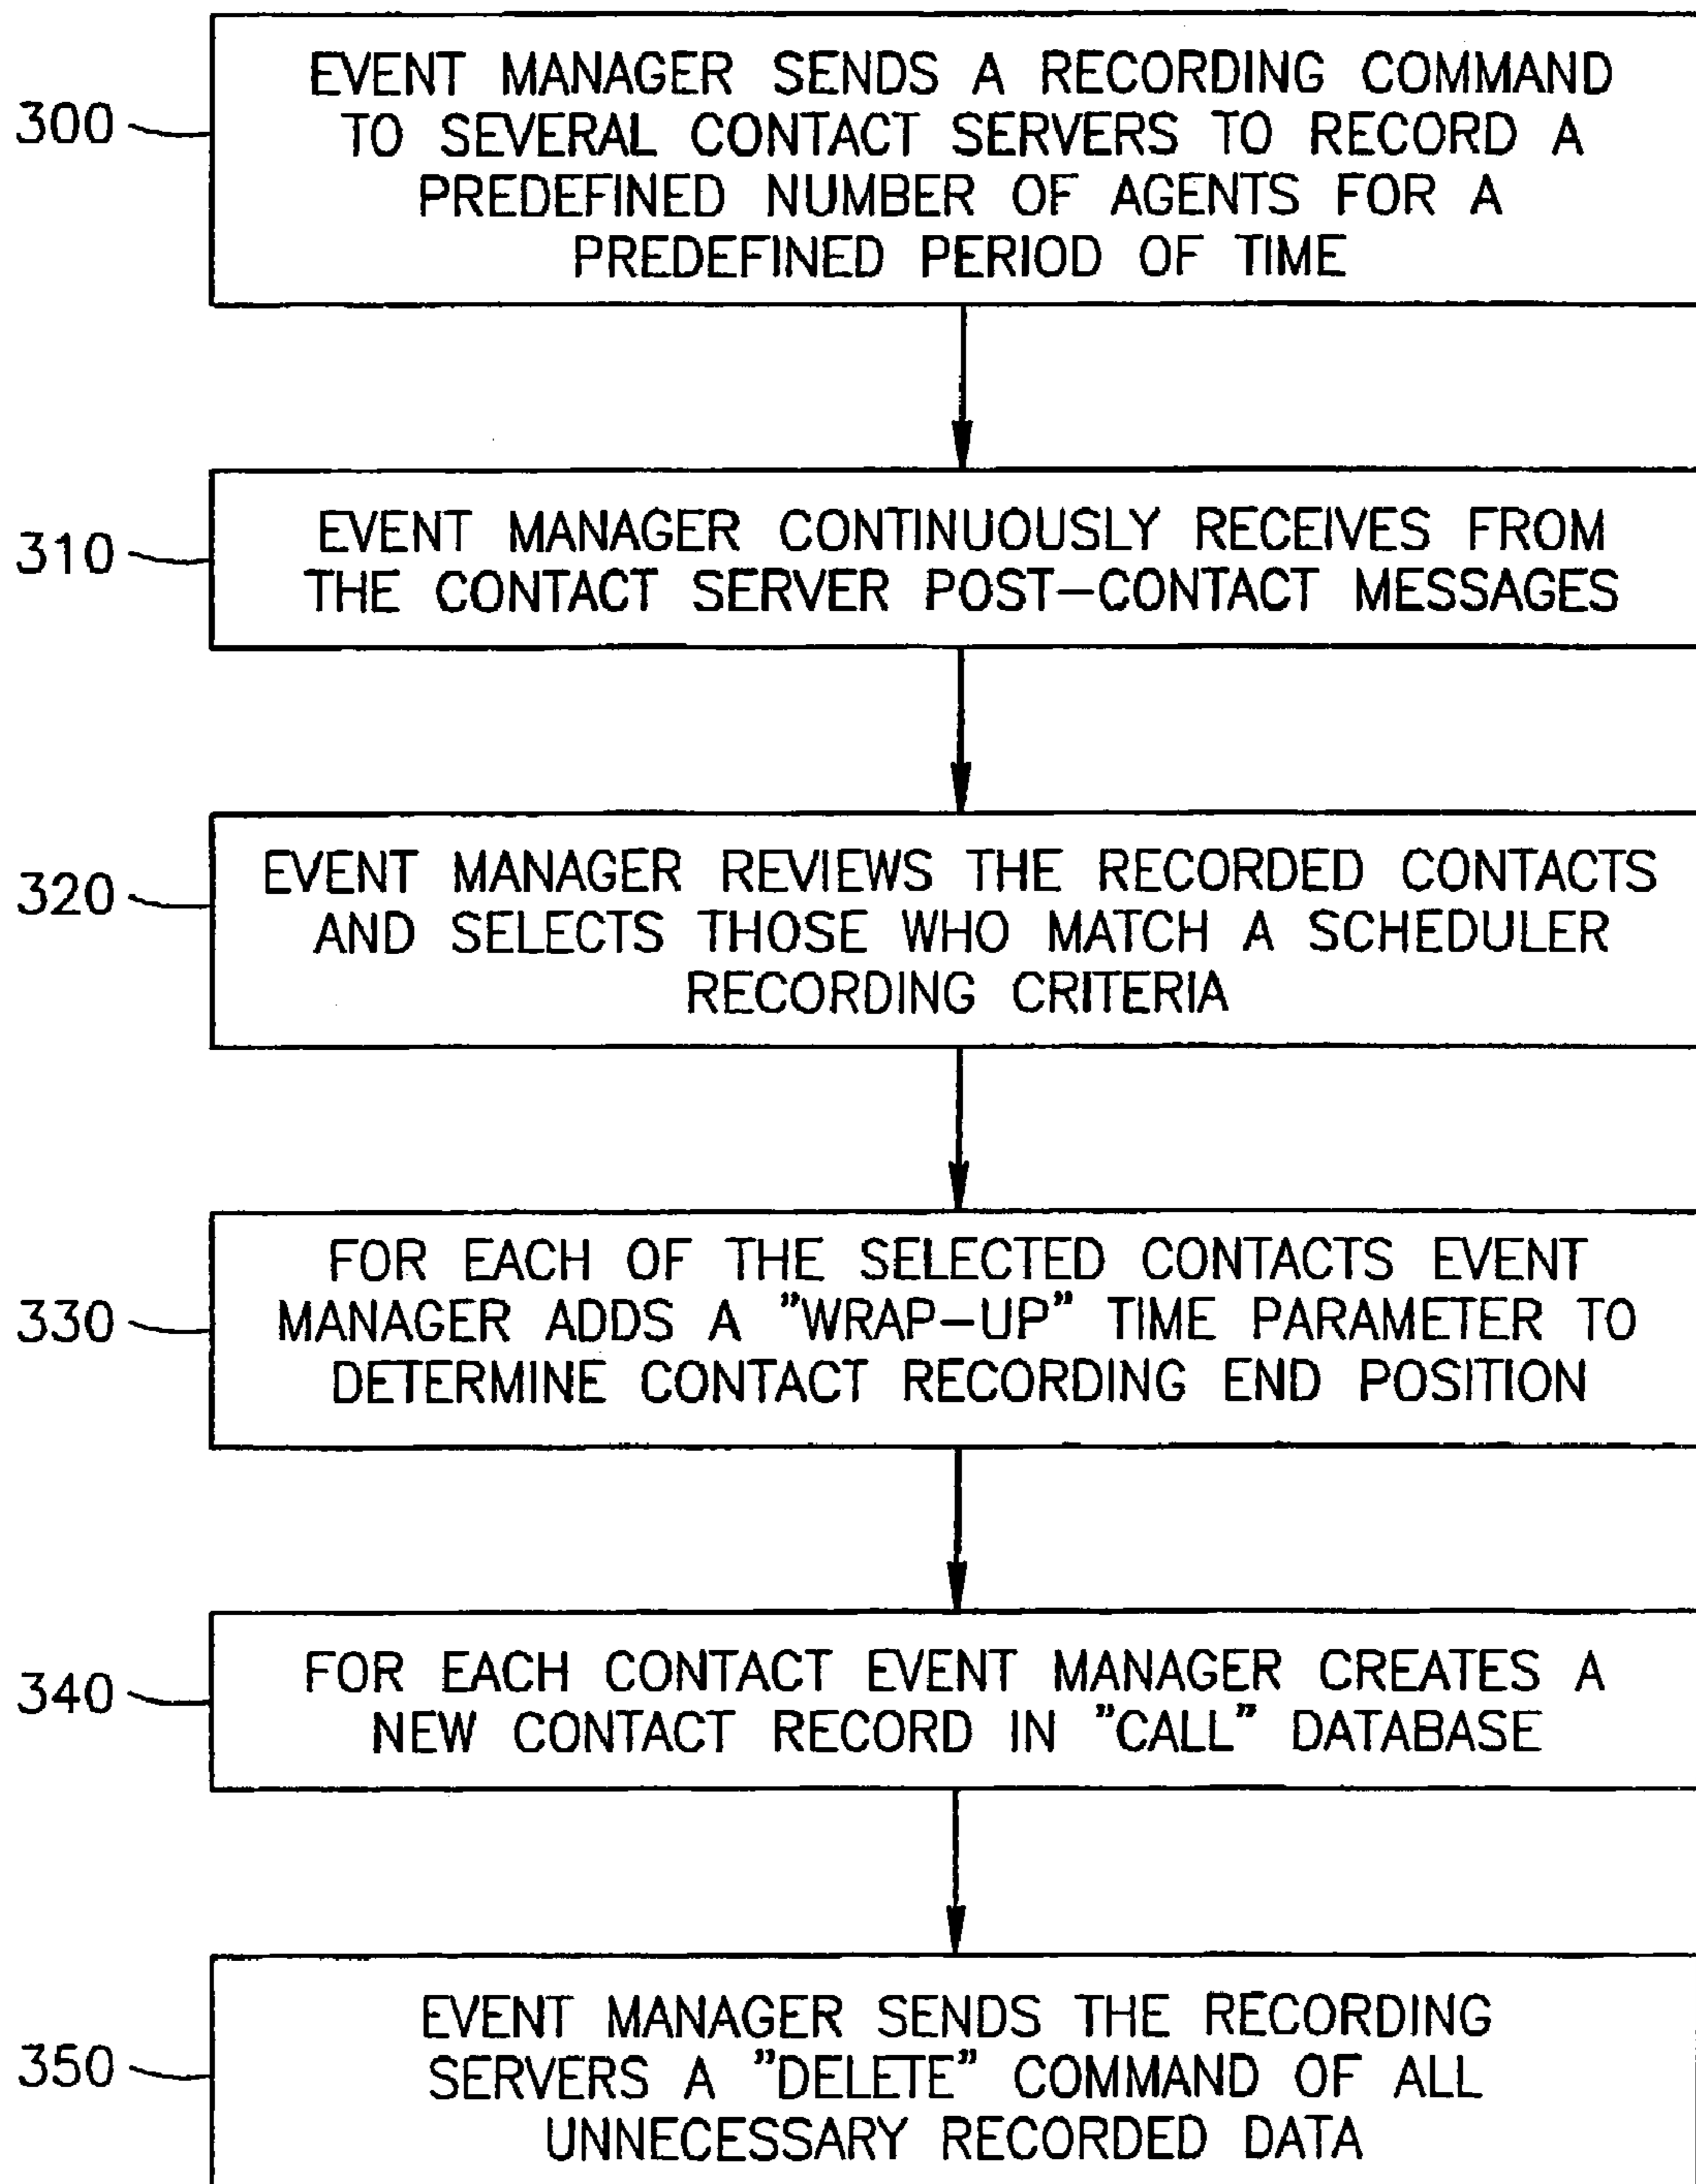 300
EVENT MANAGER SENDS A RECORDING COMMAND
TO SEVERAL CONTACT SERVERS TO RECORD A
PREDEFINED NUMBER OF AGENTS FOR A
PREDEFINED PERIOD OF TIME
310
EVENT MANAGER CONTINUOUSLY RECEIVES FROM
THE CONTACT SERVER POST-CONTACT MESSAGES
320
EVENT MANAGER REVIEWS THE RECORDED CONTACTS
AND SELECTS THOSE WHO MATCH A SCHEDULER
RECORDING CRITERIA
330
FOR EACH OF THE SELECTED CONTACTS EVENT
MANAGER ADDS A "WRAP-UP" TIME PARAMETER TO
DETERMINE CONTACT RECORDING END POSITION
340
FOR EACH CONTACT EVENT MANAGER CREATES A
NEW CONTACT RECORD IN "CALL" DATABASE
350
EVENT MANAGER SENDS THE RECORDING
SERVERS A "DELETE" COMMAND OF ALL
UNNECESSARY RECORDED DATA